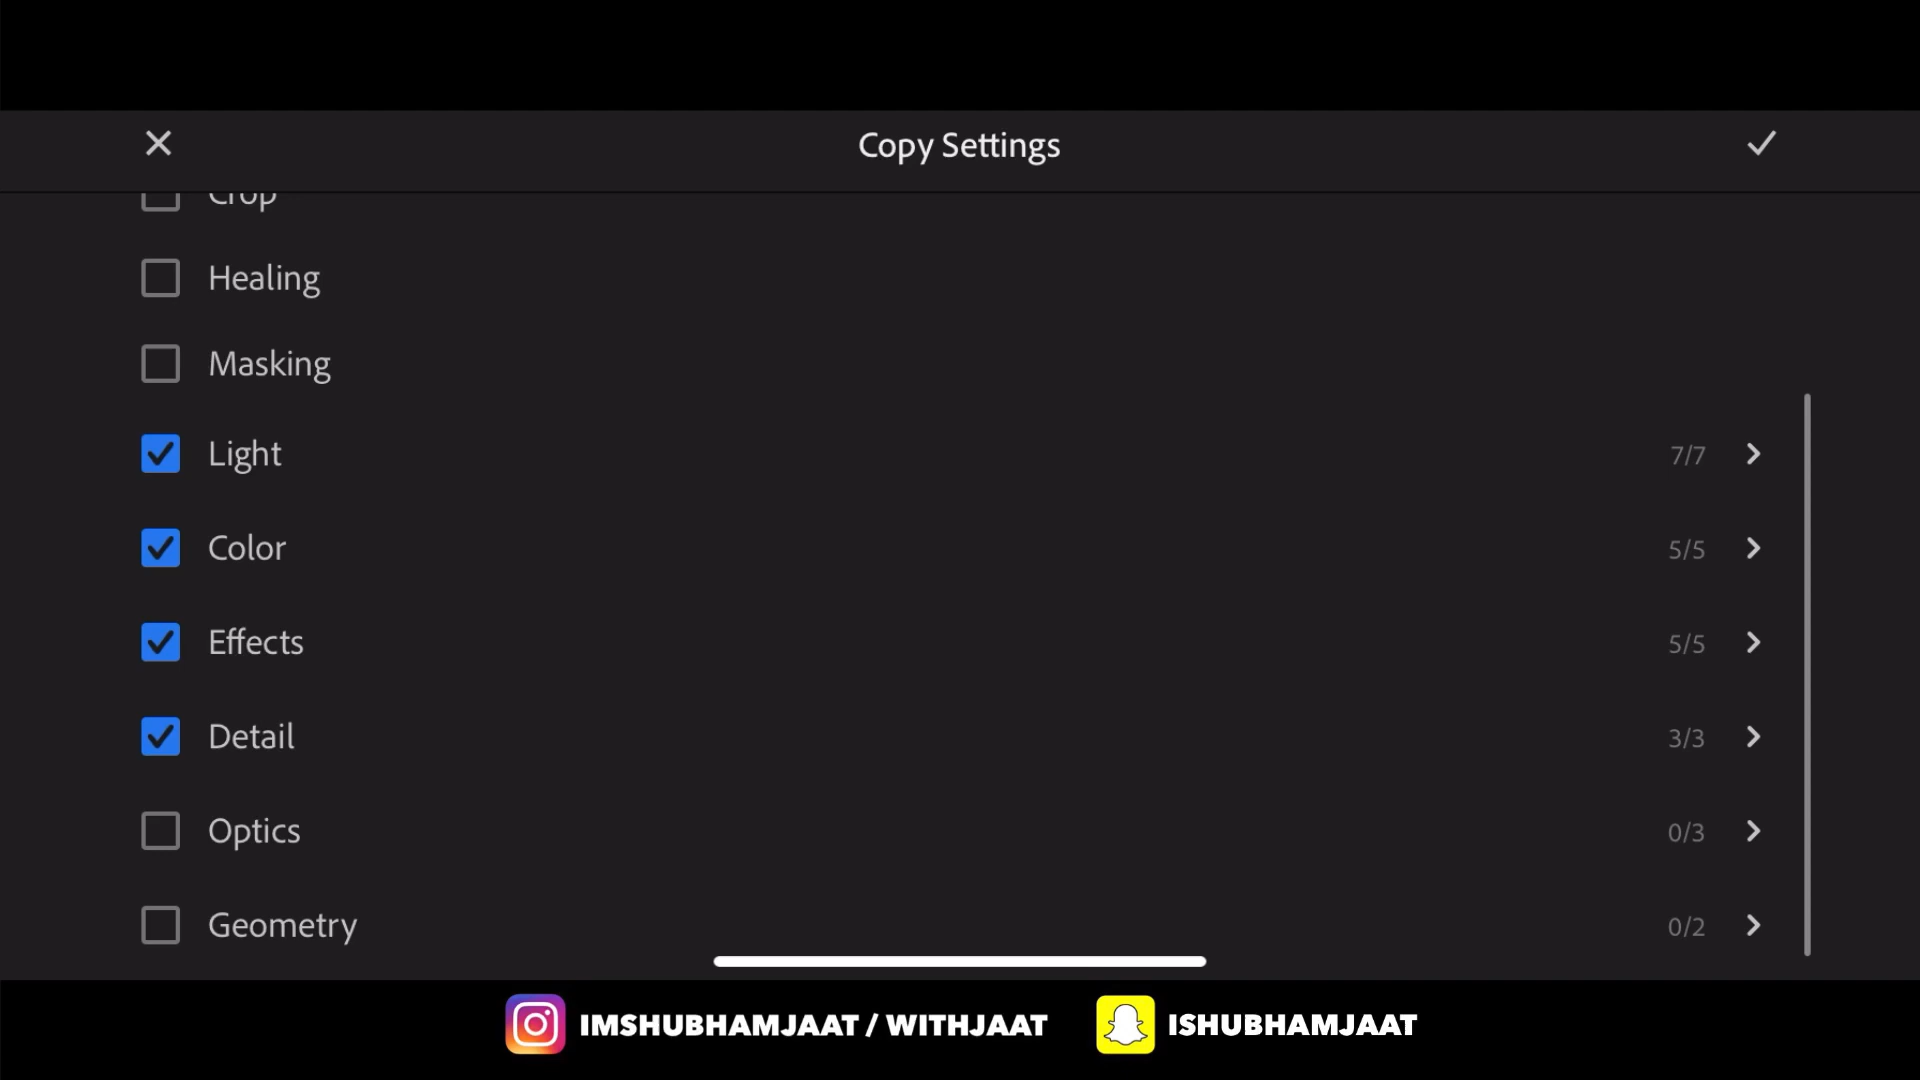 Copy Settings
Crop
Healing
Masking
Light 7/7
Color 5/5
Effects 5/5
Detail 3/3
Optics 0/3
Geometry 0/2
IMSHUBHAMJAAT / WITHJAAT ISHUBHAMJAAT